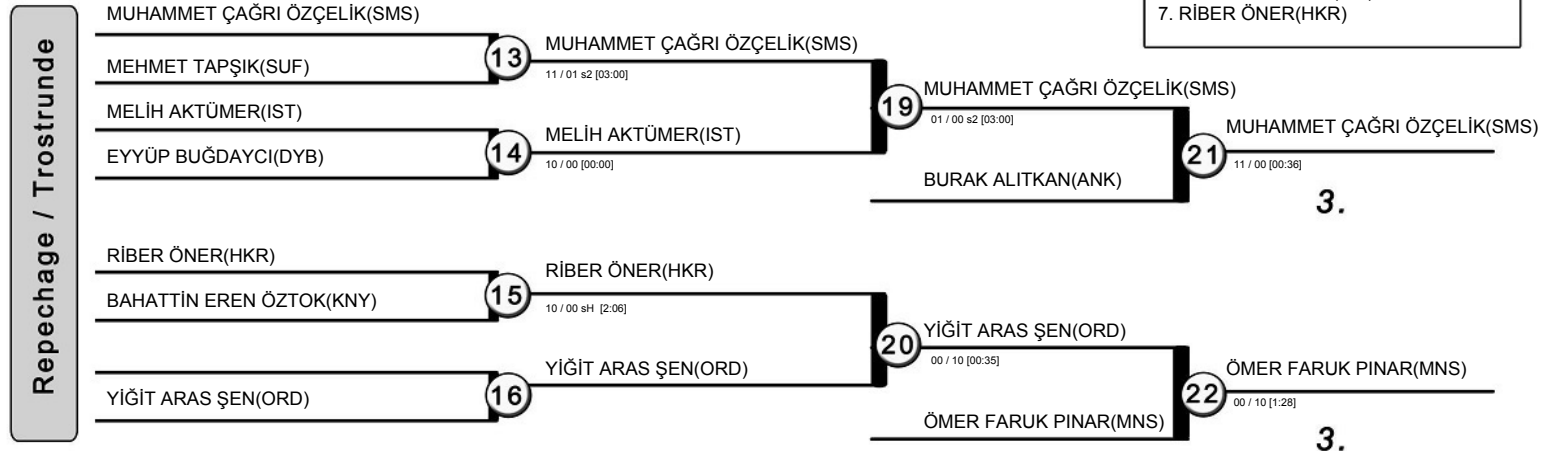 7. RİBER ÖNER(HKR)
Repechage / Trostrunde
MUHAMMET ÇAĞRI ÖZÇELİK(SMS)
MEHMET TAPŞIK(SUF)
13
MUHAMMET ÇAĞRI ÖZÇELİK(SMS)
11 / 01 s2 [03:00]
MELİH AKTÜMER(IST)
EYYÜP BUĞDAYCI(DYB)
14
MELİH AKTÜMER(IST)
10 / 00 [00:00]
19
MUHAMMET ÇAĞRI ÖZÇELİK(SMS)
01 / 00 s2 [03:00]
BURAK ALITKAN(ANK)
21
MUHAMMET ÇAĞRI ÖZÇELİK(SMS)
11 / 00 [00:36]
3.
RİBER ÖNER(HKR)
BAHATTİN EREN ÖZTOK(KNY)
15
RİBER ÖNER(HKR)
10 / 00 sH [2:06]
YİĞİT ARAS ŞEN(ORD)
16
YİĞİT ARAS ŞEN(ORD)
20
YİĞİT ARAS ŞEN(ORD)
00 / 10 [00:35]
ÖMER FARUK PINAR(MNS)
22
ÖMER FARUK PINAR(MNS)
00 / 10 [1:28]
3.